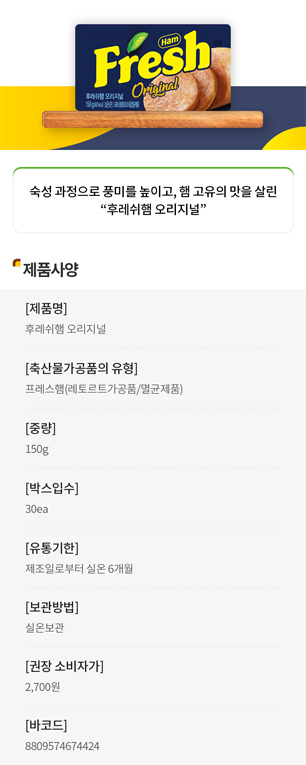 Ham
Fresh
Original
후레쉬햄 오리지널
숙성 과정으로 풍미를 높이고, 햄 고유의 맛을 살린
“후레쉬햄 오리지널”
제품사양
[제품명]
후레쉬햄 오리지널
[축산물가공품의 유형]
프레스햄(레토르트가공품/멸균제품)
[중량]
150g
[박스입수]
30ea
[유통기한]
제조일로부터 실온 6개월
[보관방법]
실온보관
[권장 소비자가]
2,700원
[바코드]
8809574674424